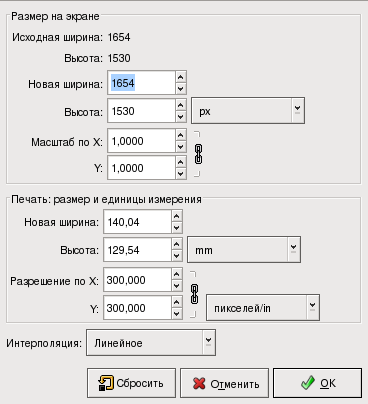 Размер на экране
Исходная ширина: 1654
Высота: 1530
Новая ширина: 1654
Высота: 1530 px
Масштаб по X: 1,0000
Y: 1,0000
Печать: размер и единицы измерения
Новая ширина: 140,04
Высота: 129,54 mm
Разрешение по X: 300,000
Y: 300,000 пикселей/in
Интерполяция: Линейное
Сбросить Отменить OK